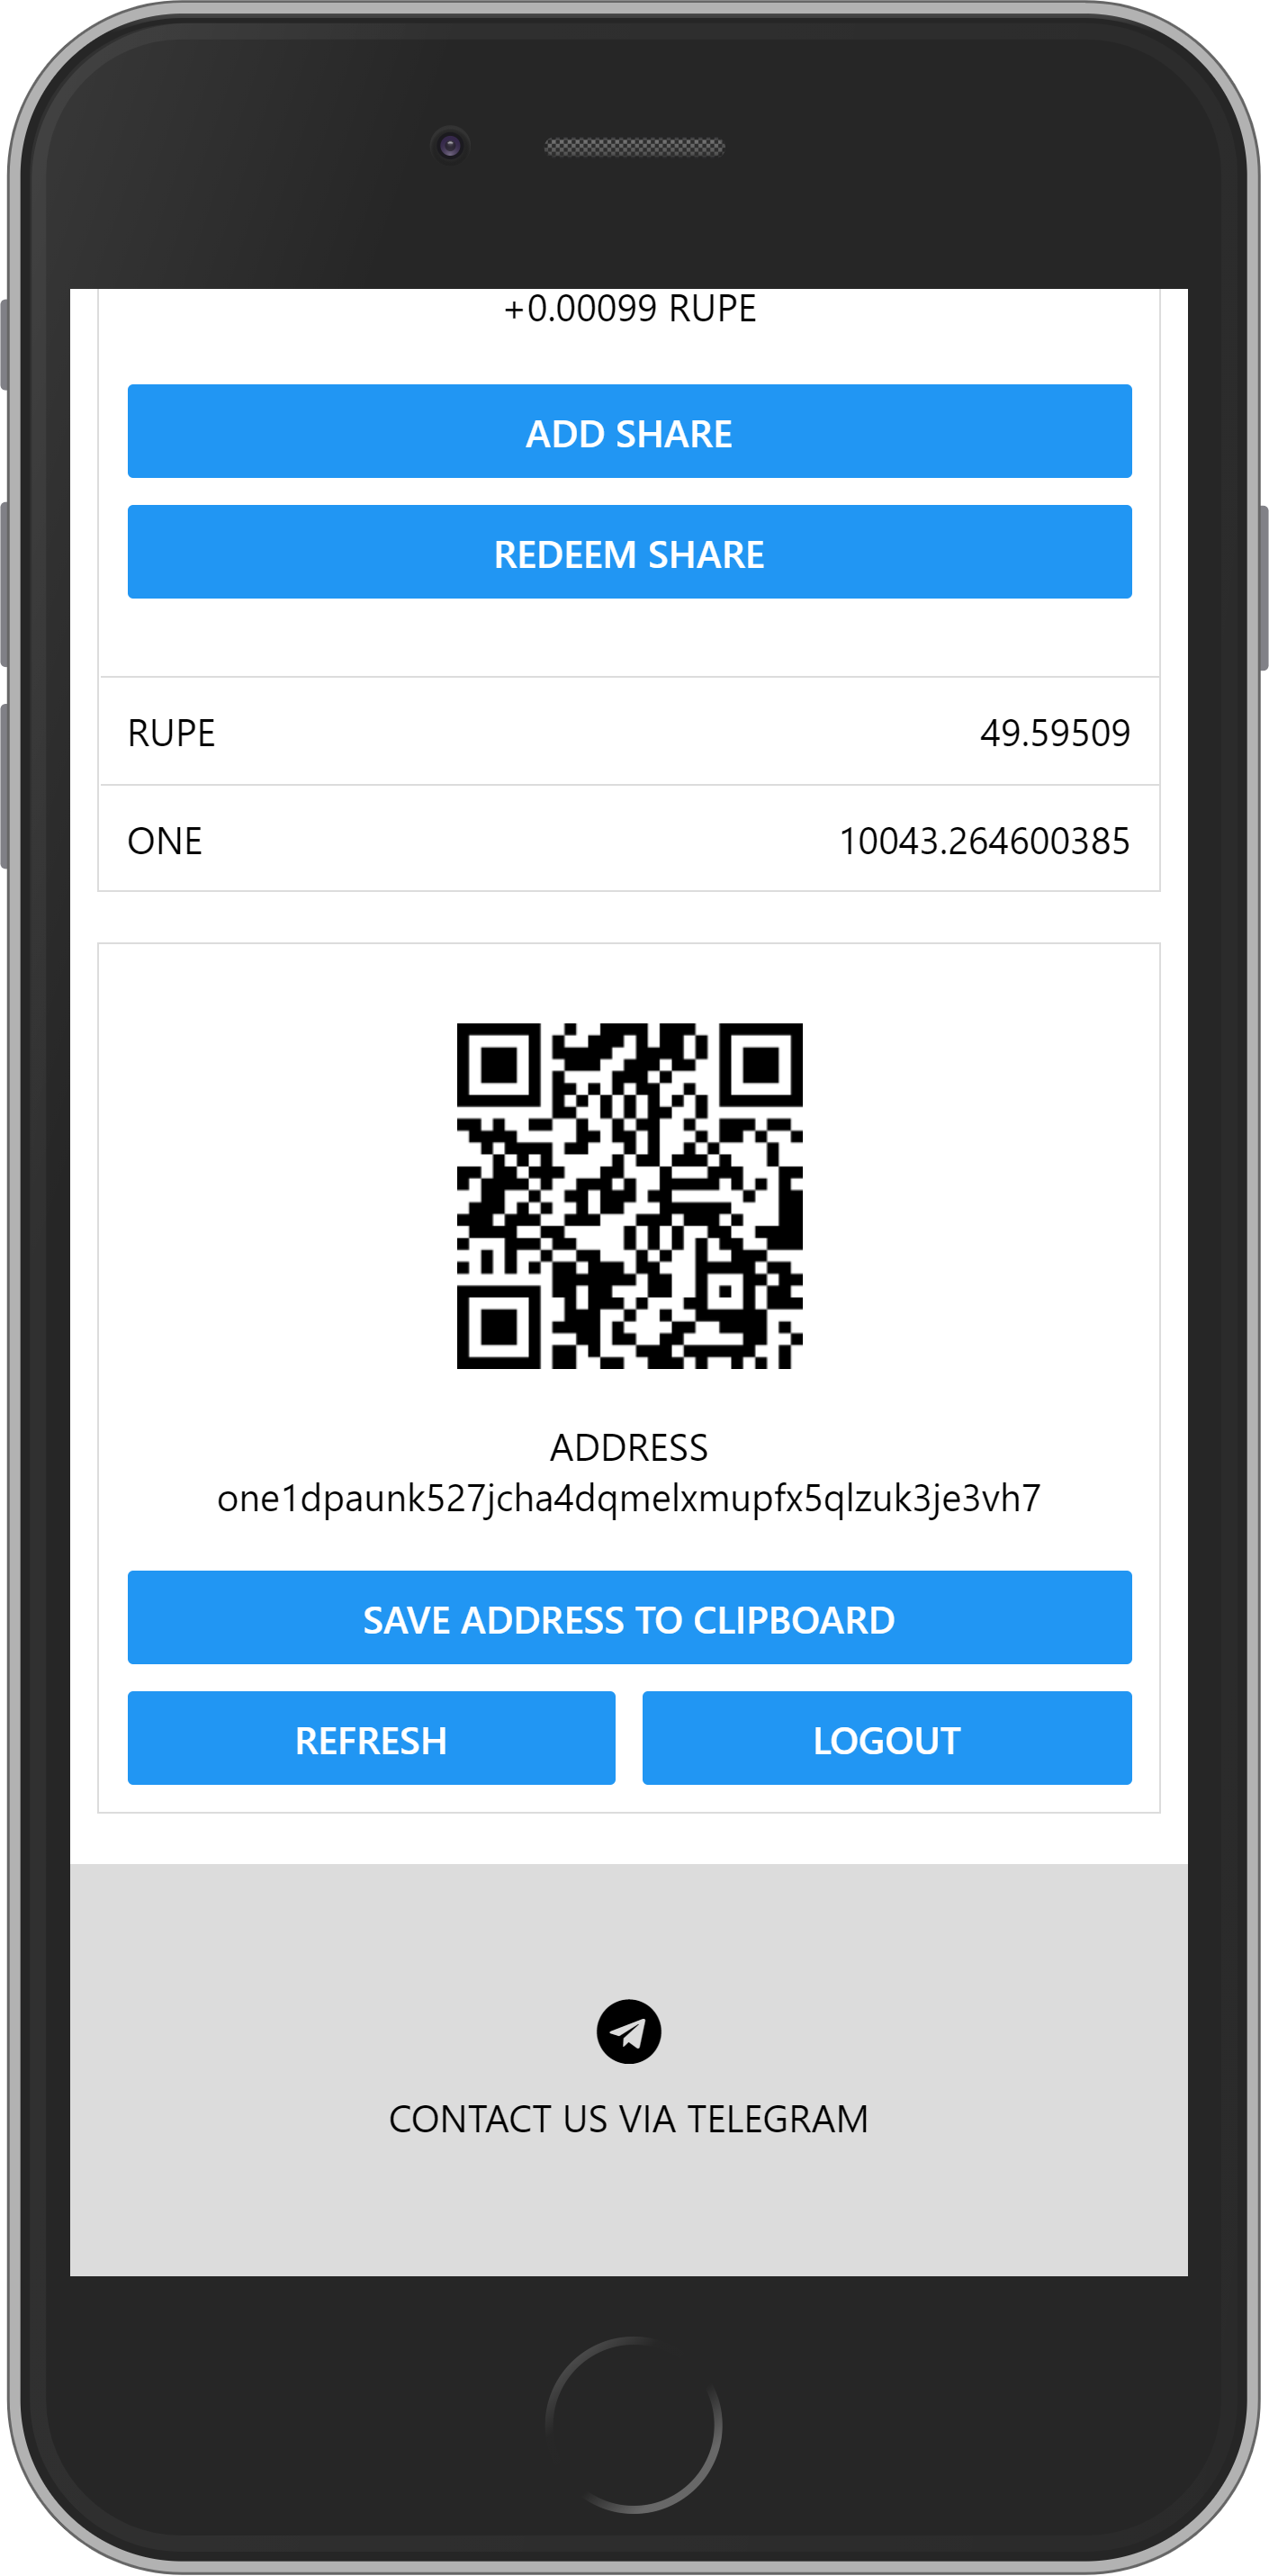 +0.00099 RUPE
ADD SHARE
REDEEM SHARE
RUPE 49.59509
ONE 10043.264600385
ADDRESS
one1dpaunk527jcha4dqmelxmupfx5qlzuk3je3vh7
SAVE ADDRESS TO CLIPBOARD
REFRESH LOGOUT
CONTACT US VIA TELEGRAM